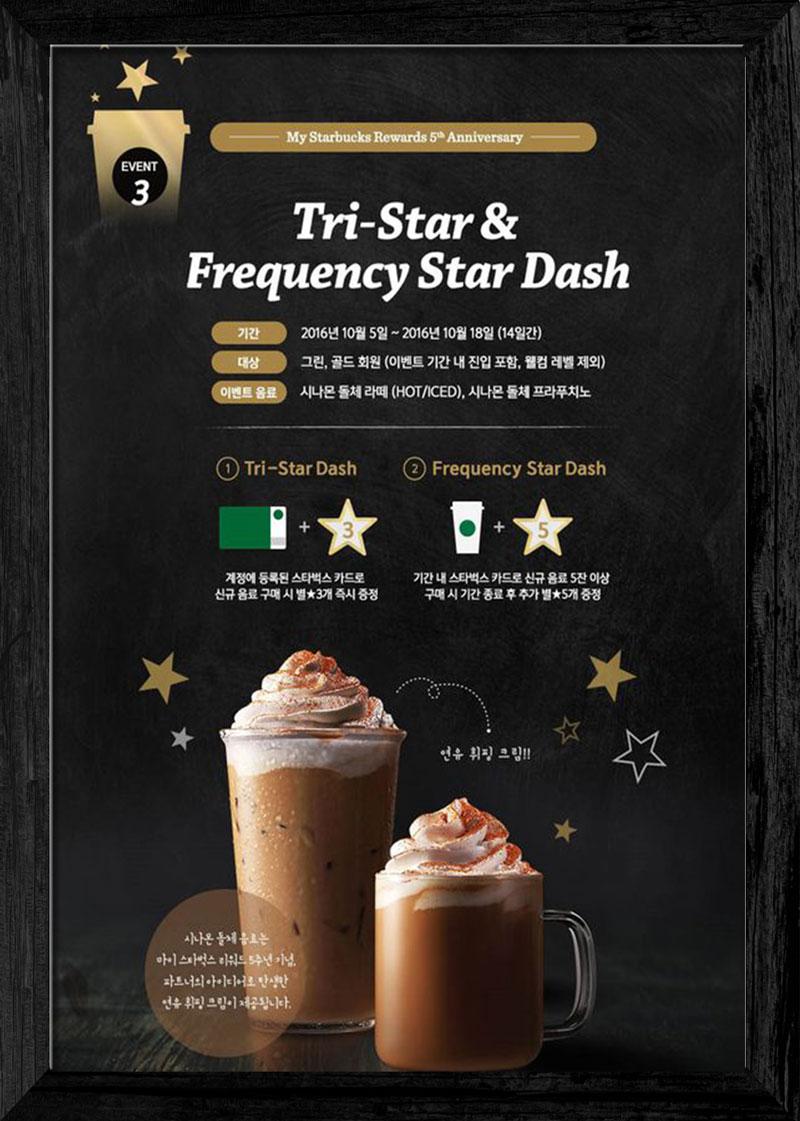 EVENT
3
My Starbucks Rewards 5th Anniversary
Tri-Star &
Frequency Star Dash
기간 2016년 10월 5일 ~ 2016년 10월 18일 (14일간)
대상 그린, 골드 회원 (이벤트 기간 내 진입 포함, 웰컴 레벨 제외)
이벤트 음료 시나몬 돌체 라떼 (HOT/ICED), 시나몬 돌체 프라푸치노
1 Tri-Star Dash
+ 3
계정에 등록된 스타벅스 카드로
신규 음료 구매 시 별★3개 즉시 증정
2 Frequency Star Dash
+ 5
기간 내 스타벅스 카드로 신규 음료 5잔 이상
구매 시 기간 종료 후 추가 별★5개 증정
연유 휘핑 크림!!
시나몬 돌체 음료는
마이 스타벅스 리워드 5주년 기념,
파트너의 아이디어로 탄생한
연유 휘핑 크림이 제공됩니다.